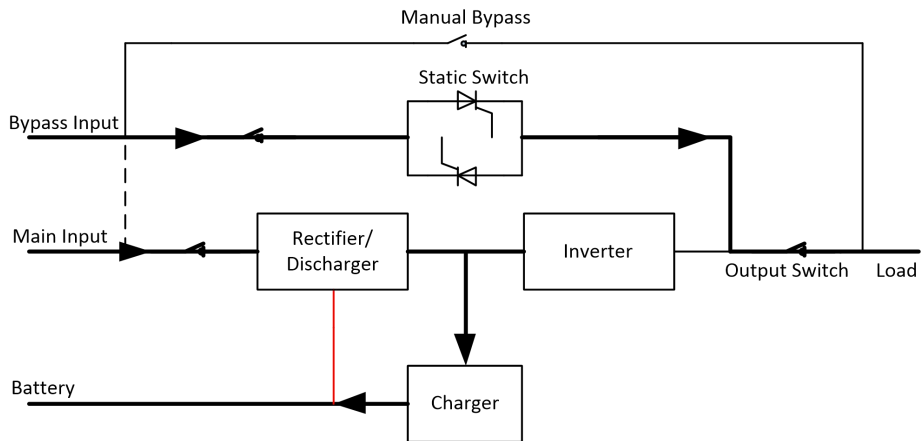 Manual Bypass
Static Switch
Bypass Input
Main Input
Rectifier/
Discharger
Inverter
Output Switch
Load
Battery
Charger